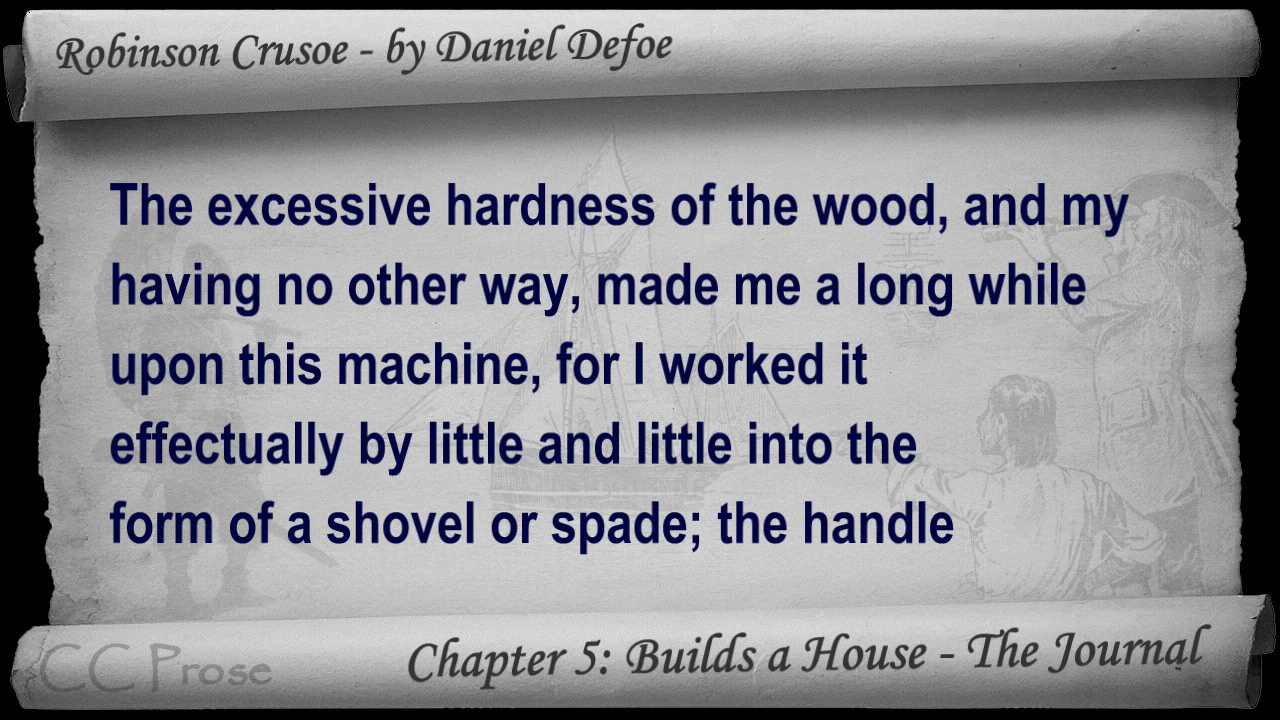 Robinson Crusoe - by Daniel Defoe
The excessive hardness of the wood, and my
having no other way, made me a long while
upon this machine, for I worked it
effectually by little and little into the
form of a shovel or spade; the handle
CC Prose
Chapter 5: Builds a House - The Journal